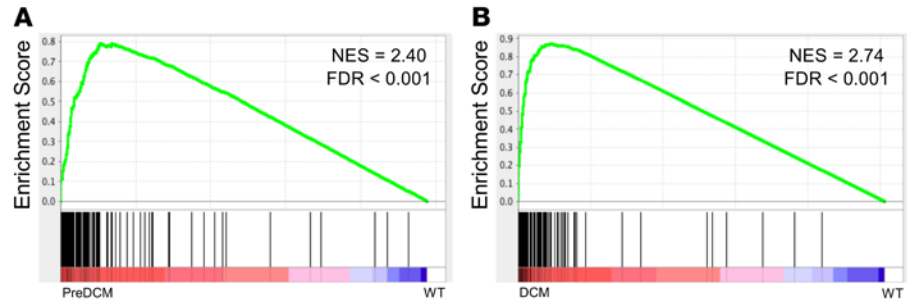 A
B
Enrichment Score
0.8
0.7
0.6
0.5
0.4
0.3
0.2
0.1
0.0
NES = 2.40
FDR < 0.001
PreDCM
WT
Enrichment Score
0.9
0.8
0.7
0.6
0.5
0.4
0.3
0.2
0.1
0.0
NES = 2.74
FDR < 0.001
DCM
WT